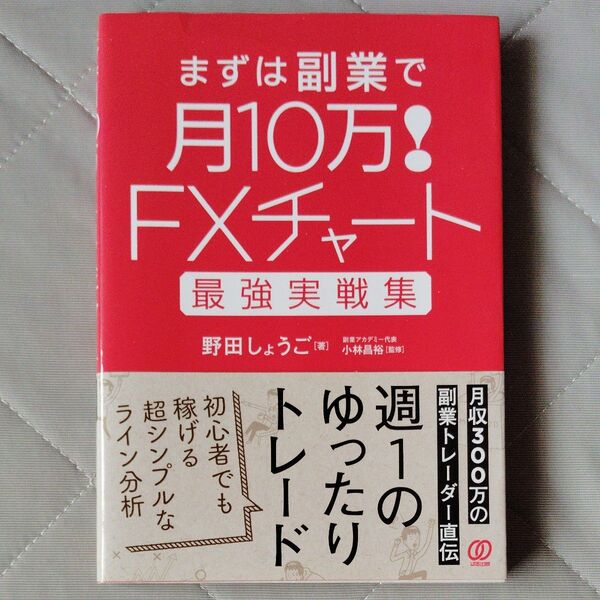 まずは副業で
月10万!
FXチャート
最強実戦集
野田しょうご[著]
副業アカデミー代表
小林昌裕[監修]
月収300万の
副業トレーダー直伝
週1の
ゆったり
トレード
初心者でも
稼げる
超シンプルな
ライン分析
ぱる出版